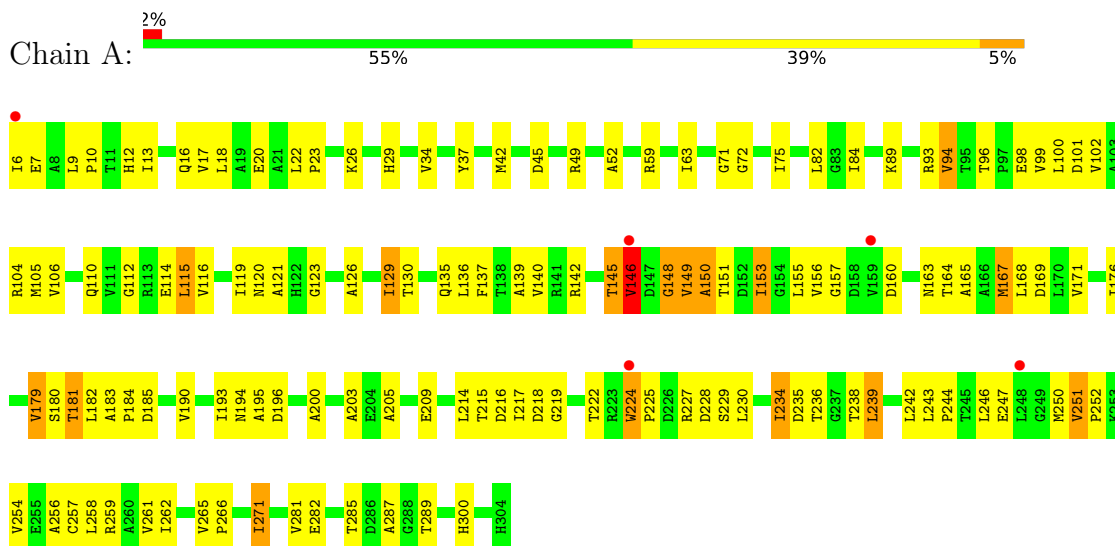 2%
Chain A:
55% 39% 5%
I6 E7 A8 L9 P10 T11 H12 I13 Q16 V17 L18 A19 E20 A21 L22 P23 K26 H29 V34 Y37 M42 D45 R49 A52 R59 I63 G71 G72 I75 L82 G83 I84 K89 R93 V94 T95 T96 P97 E98 V99 L100 D101 V102 A103
R104 M105 V106 Q110 V111 G112 R113 E114 L115 V116 I119 N120 A121 H122 G123 A126 I129 T130 Q135 L136 F137 T138 A139 V140 R141 R142 T145 V146 D147 G148 V149 A150 T151 D152 I153 G154 L155 V156 G157 D158 V159 D160 N163 T164 A165 A166 M167 L168 D169 L170 V171 I176
V179 S180 T181 L182 A183 P184 D185 V190 I193 N194 A195 D196 A200 A203 E204 A205 E209 L214 T215 D216 I217 D218 G219 T222 R223 W224 P225 D226 R227 D228 S229 L230 I234 D235 T236 G237 T238 L239 L242 L243 P244 T245 L246 E247 L248 G249 M250 V251 P252 K253
V254 E255 A256 C257 L258 R259 A260 V261 I262 V265 P266 I271 V281 E282 T285 D286 A287 G288 T289 H300 H304